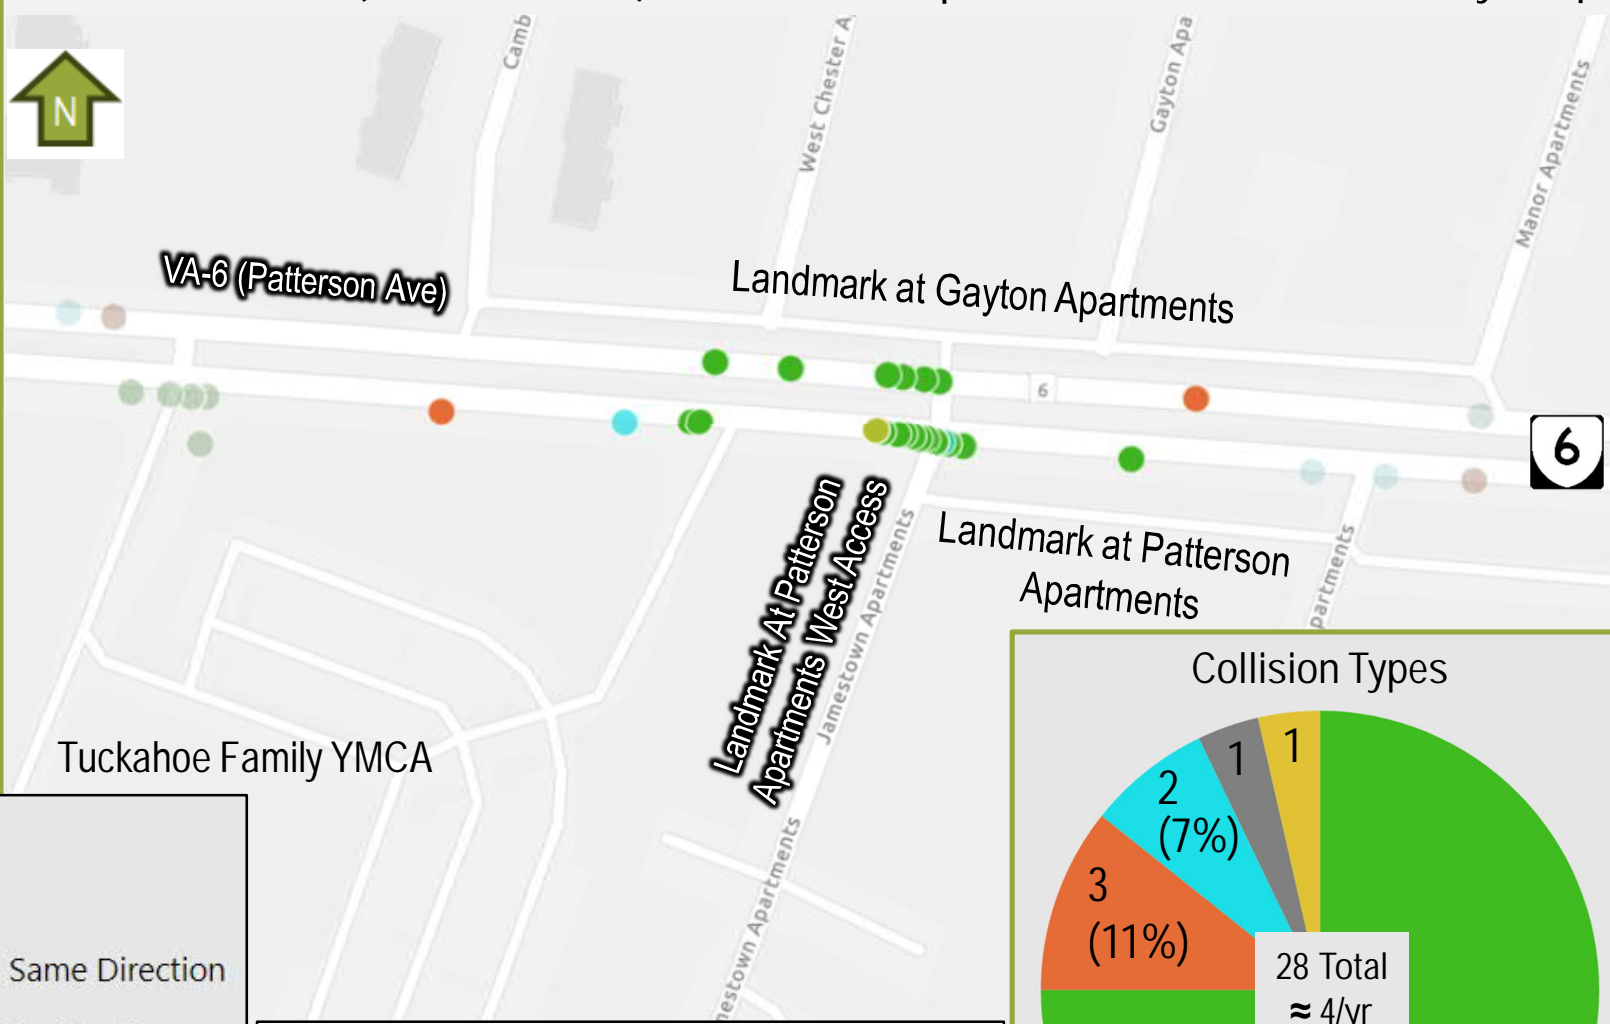 N
Camb
West Chester A
Gayton Apa
Manor Apartments
VA-6 (Patterson Ave)
Landmark at Gayton Apartments
6
6
Landmark At Patterson
Apartments West Access
Jamestown Apartments
Landmark at Patterson
Apartments
partments
Tuckahoe Family YMCA
mestown Apartments
Same Direction
Collision Types
1
1
2
(7%)
3
(11%)
28 Total
≈ 4/yr